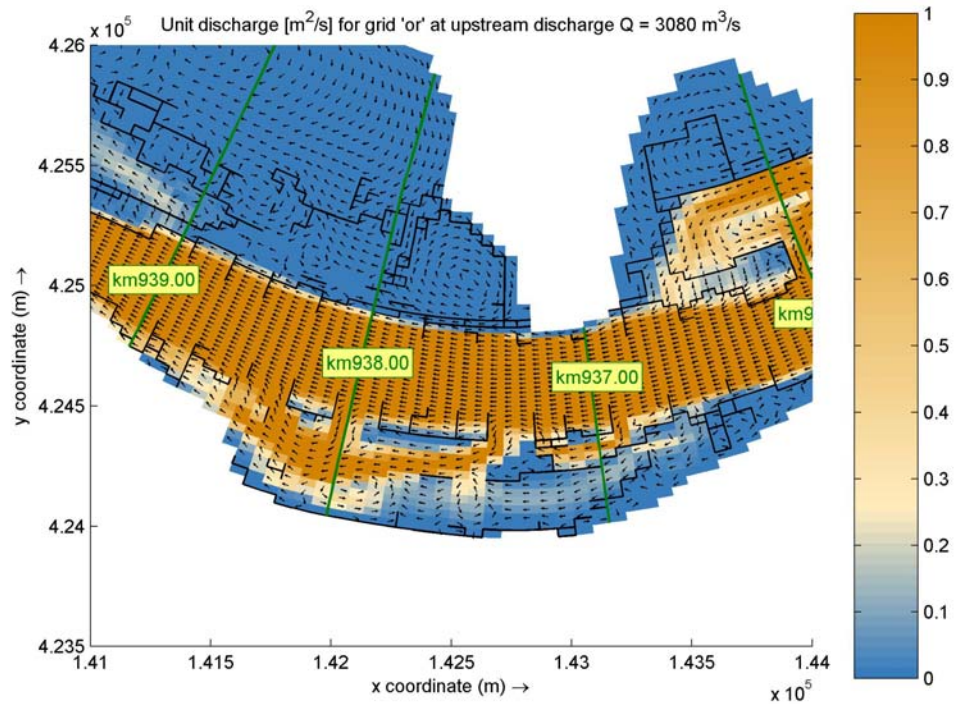 Unit discharge [m²/s] for grid 'or' at upstream discharge Q = 3080 m³/s
x 10⁵
4.26
4.255
4.25
4.245
4.24
4.235
y coordinate (m) →
km939.00
km938.00
km937.00
km9
1.41
1.415
1.42
1.425
1.43
1.435
1.44
x coordinate (m) →
x 10⁵
1
0.9
0.8
0.7
0.6
0.5
0.4
0.3
0.2
0.1
0